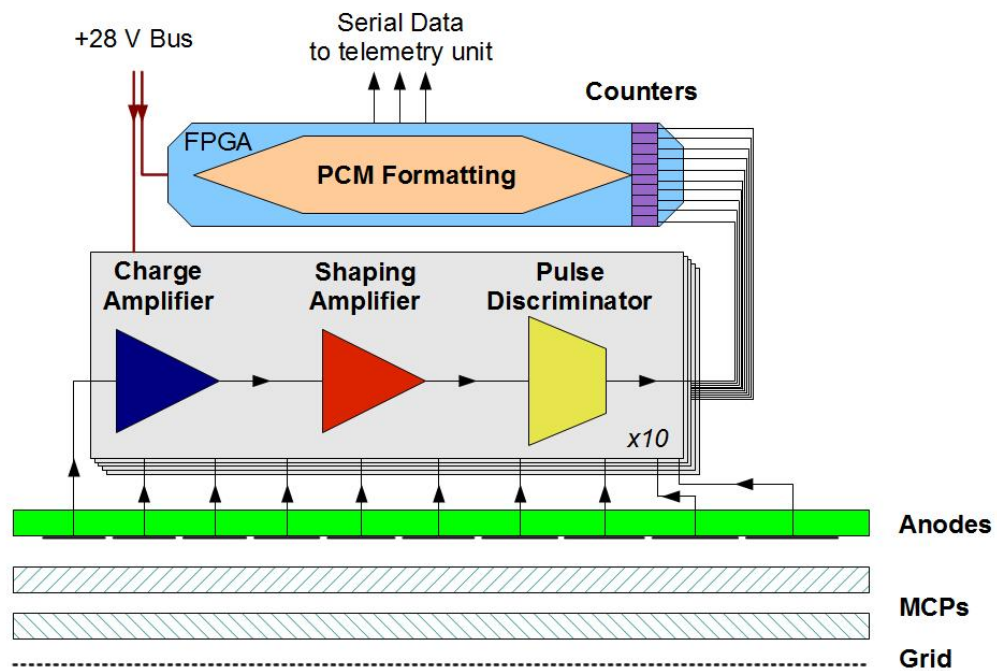 +28 V Bus
Serial Data
to telemetry unit
Counters
FPGA
PCM Formatting
Charge
Amplifier
Shaping
Amplifier
Pulse
Discriminator
x10
Anodes
MCPs
Grid